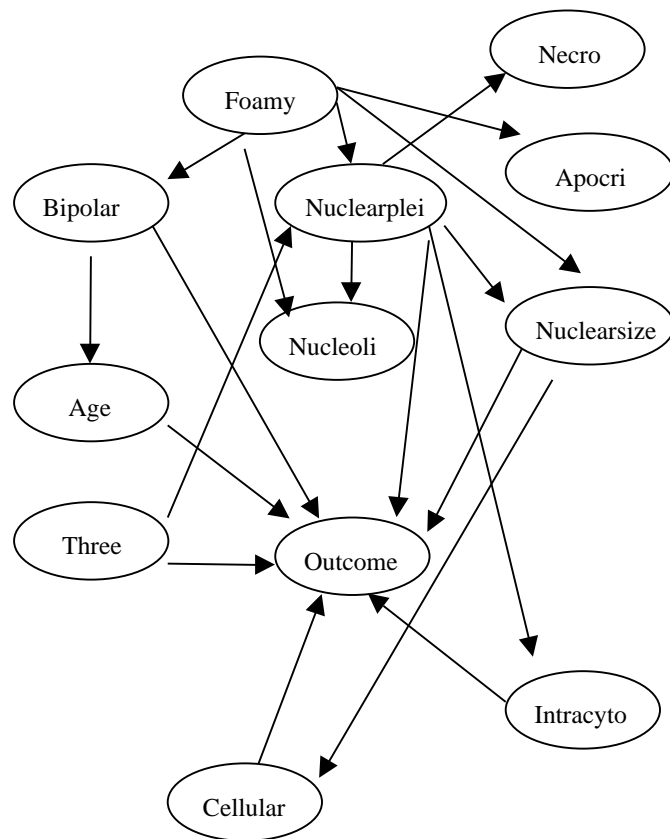 Necro
Foamy
Apocri
Bipolar
Nuclearplei
Nuclearsize
Nucleoli
Age
Three
Outcome
Intracyto
Cellular